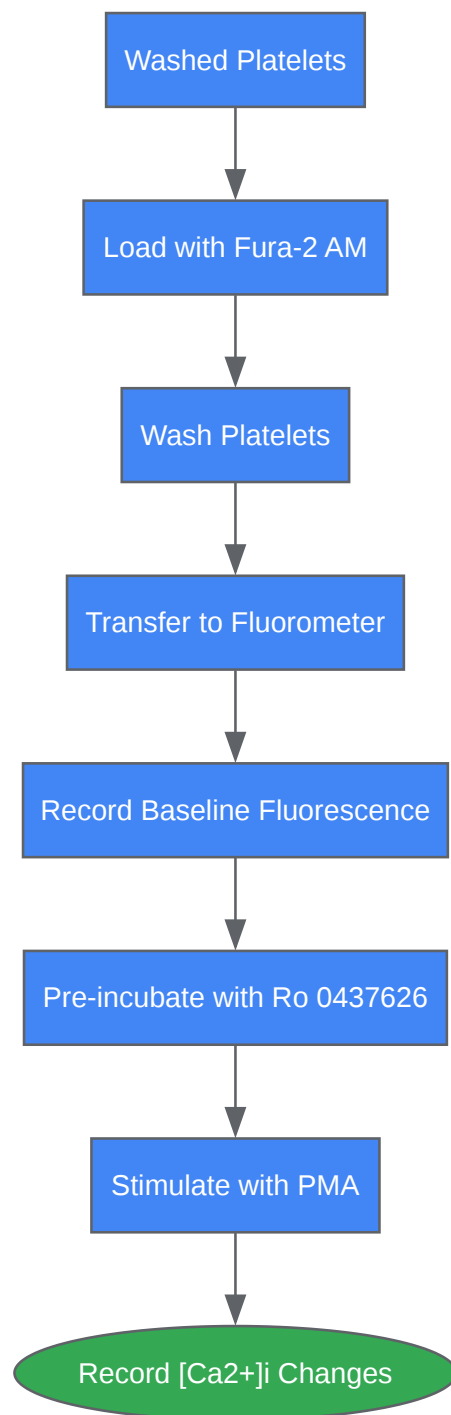 Washed Platelets
Load with Fura-2 AM
Wash Platelets
Transfer to Fluorometer
Record Baseline Fluorescence
Pre-incubate with Ro 0437626
Stimulate with PMA
Record [Ca2+]i Changes